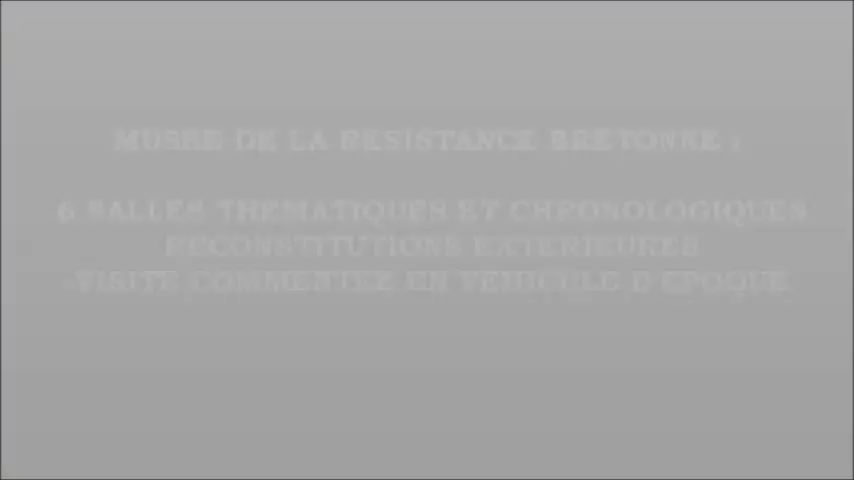 MUSEE DE LA RESISTANCE BRETONNE :
6 SALLES THEMATIQUES ET CHRONOLOGIQUES
RECONSTITUTIONS EXTERIEURES
VISITE COMMENTEE EN VEHICULE D'EPOQUE